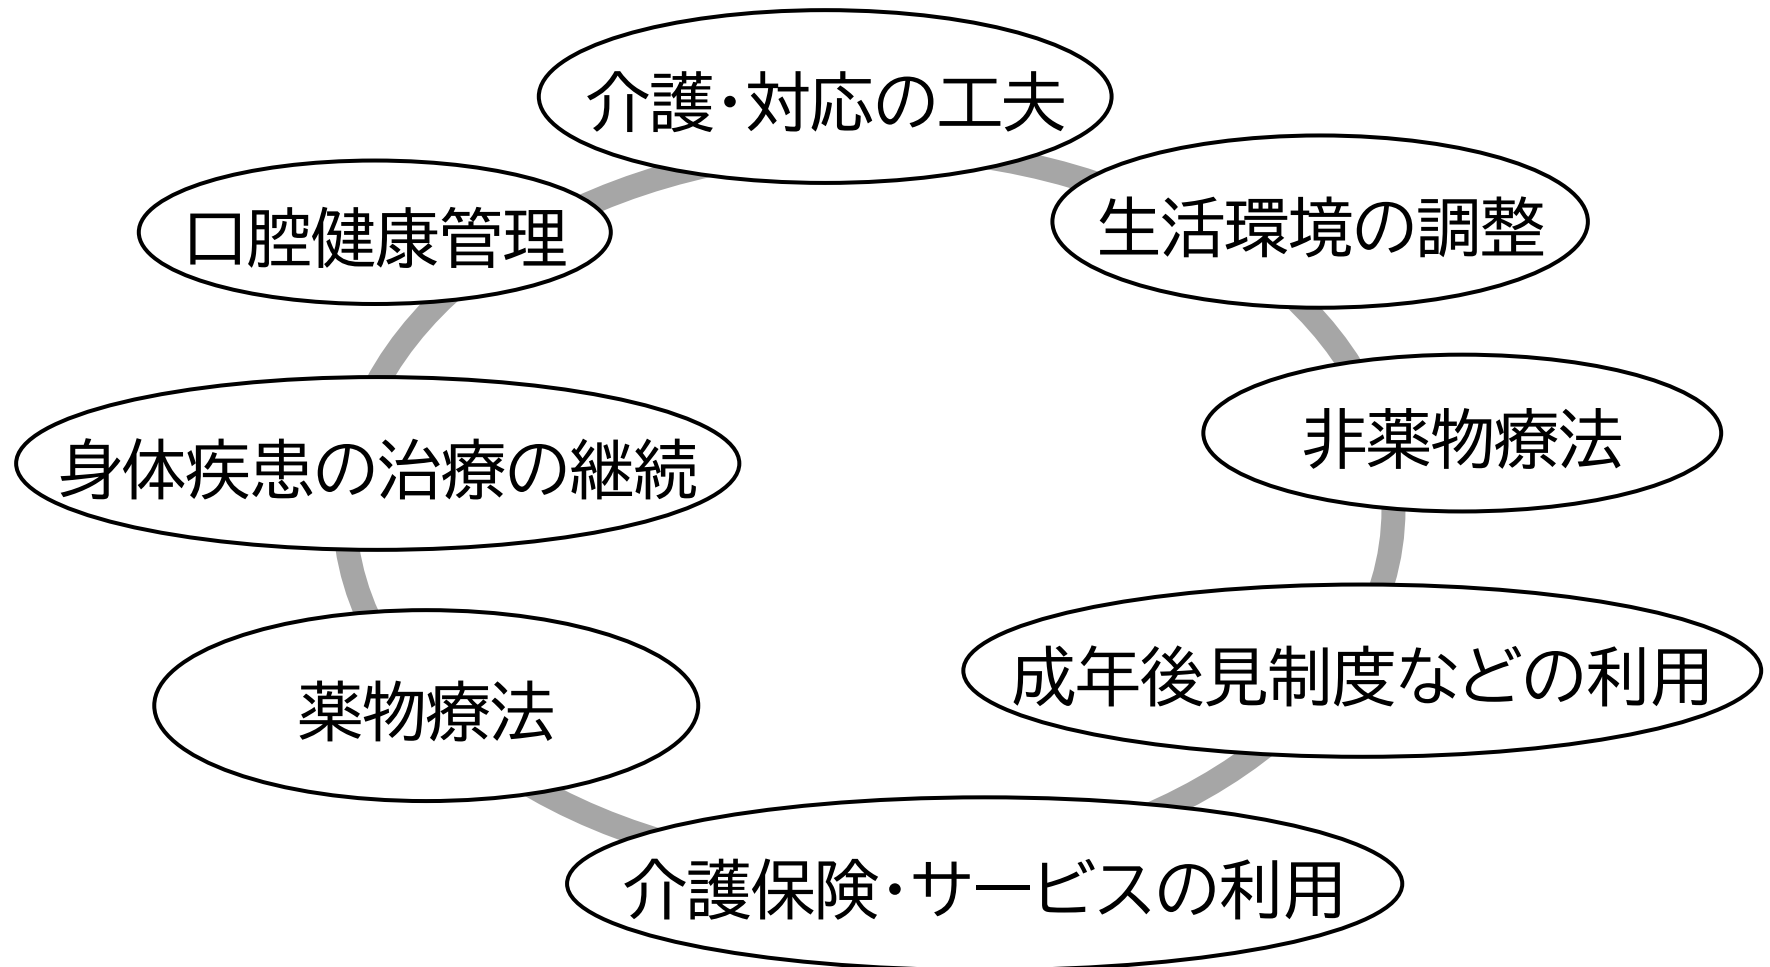 介護・対応の工夫
生活環境の調整
口腔健康管理
非薬物療法
身体疾患の治療の継続
成年後見制度などの利用
薬物療法
介護保険・サービスの利用